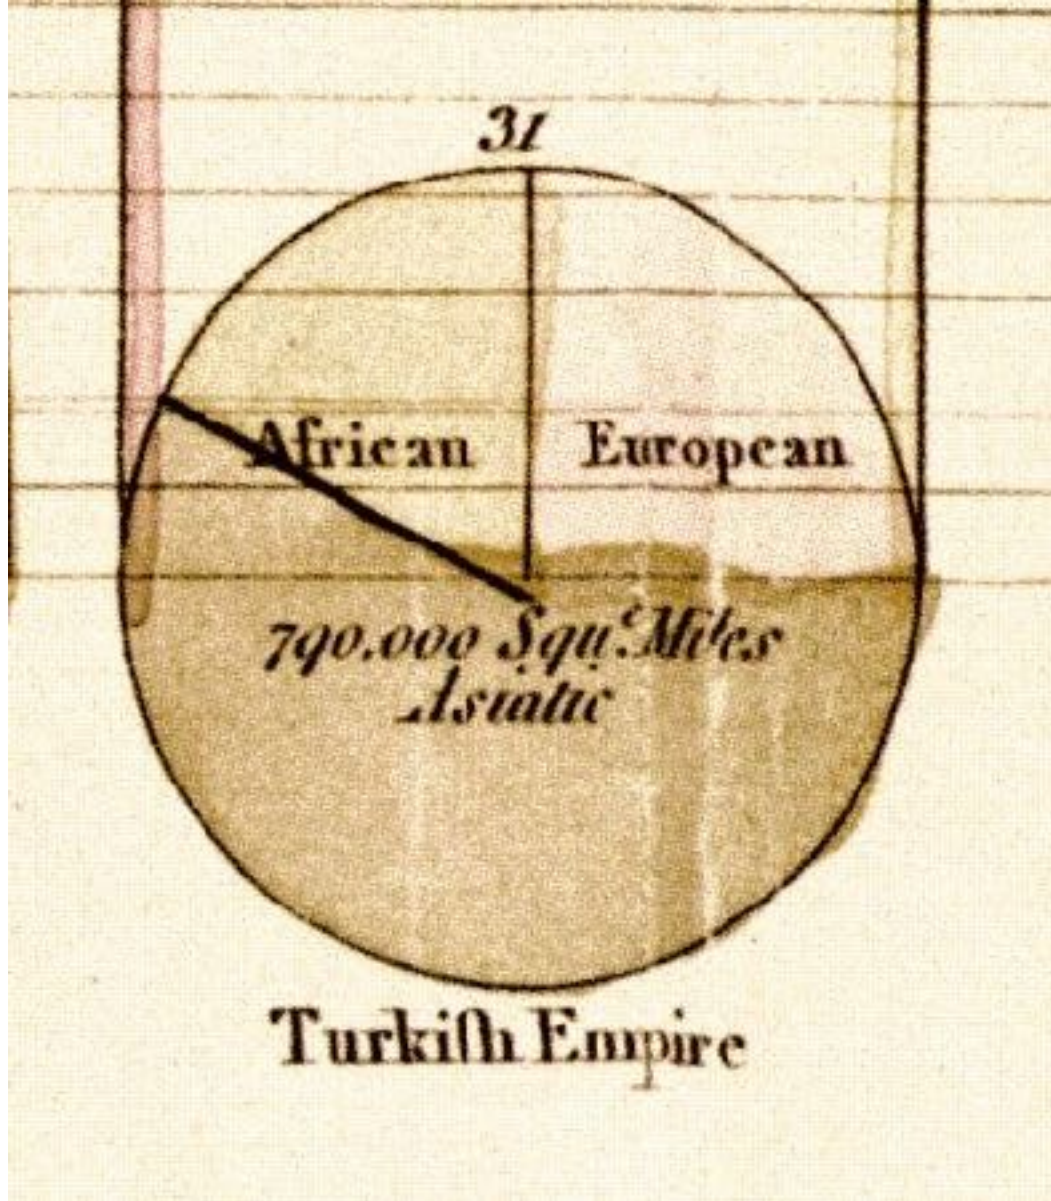 31
African European
790.000 Squ.ᵉ Miles
Asiatic
Turkiſh Empire